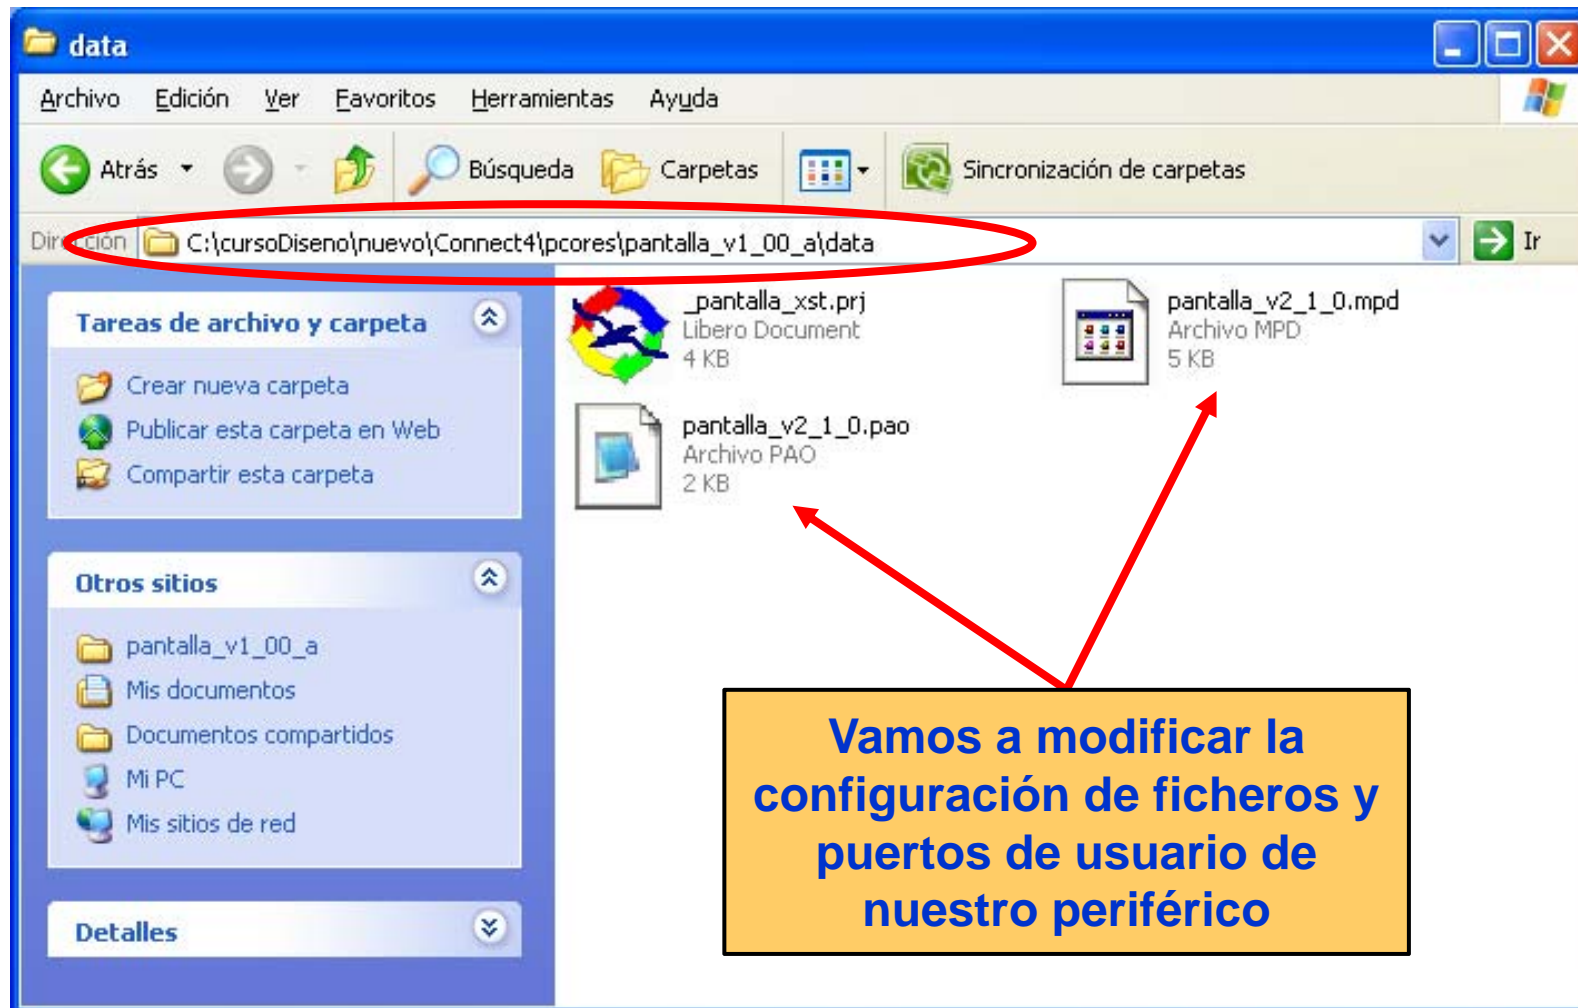 data
Archivo Edición Ver Favoritos Herramientas Ayuda
Atrás Búsqueda Carpetas Sincronización de carpetas
Dirección C:\cursoDiseno\nuevo\Connect4\pcores\pantalla_v1_00_a\data Ir
Tareas de archivo y carpeta
Crear nueva carpeta
Publicar esta carpeta en Web
Compartir esta carpeta
Otros sitios
pantalla_v1_00_a
Mis documentos
Documentos compartidos
Mi PC
Mis sitios de red
Detalles
_pantalla_xst.prj
Libero Document
4 KB
pantalla_v2_1_0.mpd
Archivo MPD
5 KB
pantalla_v2_1_0.pao
Archivo PAO
2 KB
Vamos a modificar la
configuración de ficheros y
puertos de usuario de
nuestro periférico